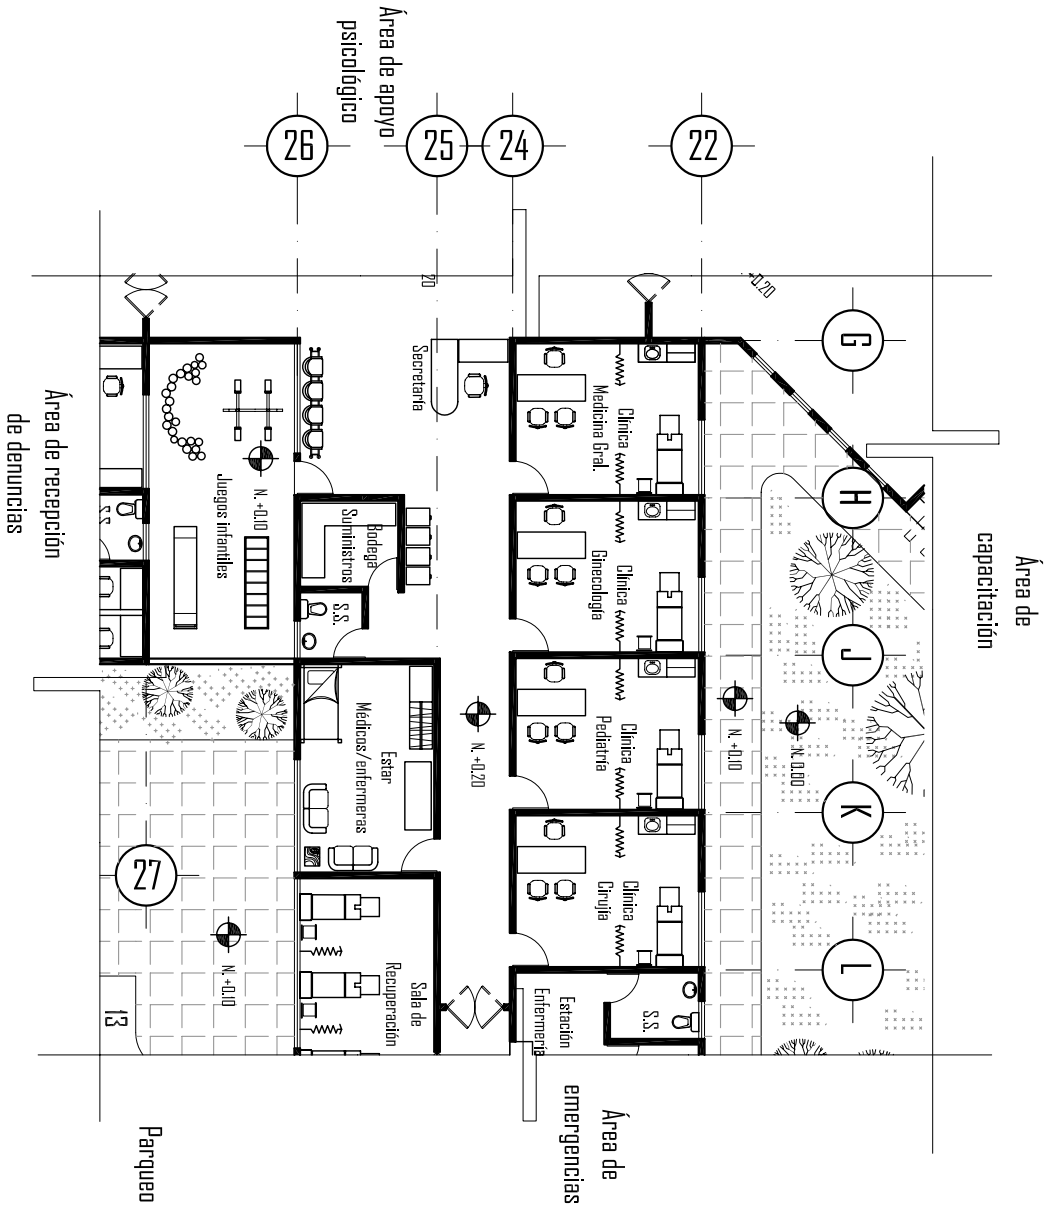 Área de apoyo
psicológico
26
25
24
22
+0.20
20
G
H
J
K
L
Área de
capacitación
Secretaría
Clínica
Medicina Gral.
Clínica
Ginecología
Clínica
Pediatría
Clínica
Cirujía
N. +0.10
N. 0.00
N. +0.20
Área de recepción
de denuncias
N. +0.10
Juegos infantiles
Bodega
Suministros
S.S.
S.S.
Estar
Médicos/enfermeras
27
N. +0.10
13
Sala de
Recuperación
Estación
Enfermería
S.S.
Área de
emergencias
Parqueo